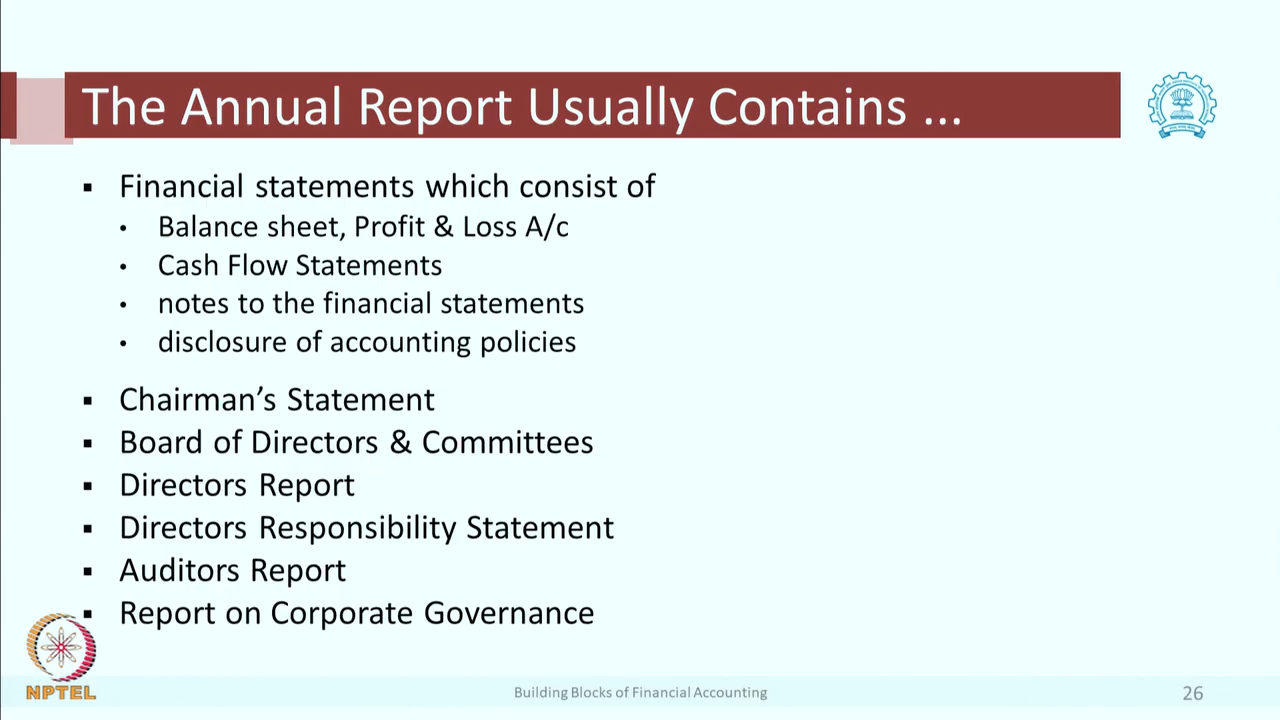 The Annual Report Usually Contains ...
▪ Financial statements which consist of
• Balance sheet, Profit & Loss A/c
• Cash Flow Statements
• notes to the financial statements
• disclosure of accounting policies
▪ Chairman’s Statement
▪ Board of Directors & Committees
▪ Directors Report
▪ Directors Responsibility Statement
▪ Auditors Report
▪ Report on Corporate Governance
NPTEL
Building Blocks of Financial Accounting
26